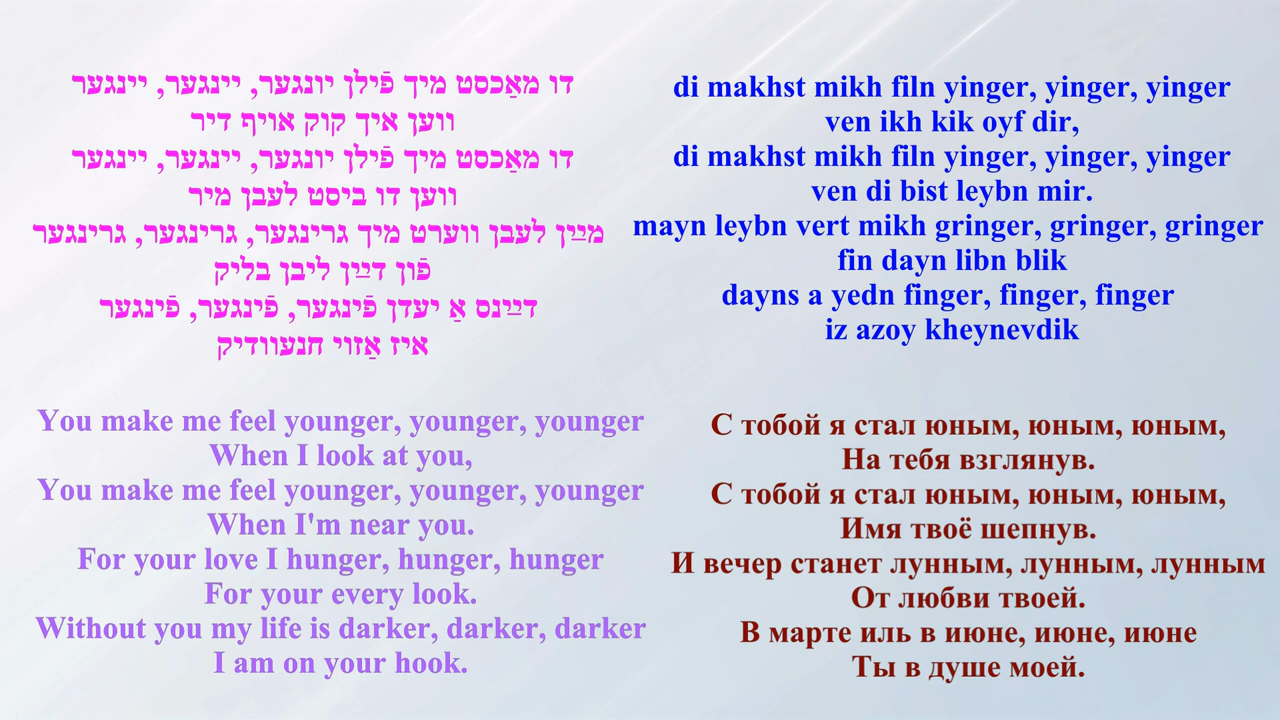 דו מאַכסט מיך פֿילן יונגער, יינגער, יינגער
ווען איך קוק אויף דיר
דו מאַכסט מיך פֿילן יונגער, יינגער, יינגער
ווען דו ביסט לעבן מיר
מײַן לעבן ווערט מיך גרינגער, גרינגער, גרינגער
פֿון דײַן ליבן בליק
דײַנס אַ יעדן פֿינגער, פֿינגער, פֿינגער
איז אַזוי חנעוודיק
di makhst mikh filn yinger, yinger, yinger
ven ikh kik oyf dir,
di makhst mikh filn yinger, yinger, yinger
ven di bist leybn mir.
mayn leybn vert mikh gringer, gringer, gringer
fin dayn libn blik
dayns a yedn finger, finger, finger
iz azoy kheynevdik
You make me feel younger, younger, younger
When I look at you,
You make me feel younger, younger, younger
When I'm near you.
For your love I hunger, hunger, hunger
For your every look.
Without you my life is darker, darker, darker
I am on your hook.
С тобой я стал юным, юным, юным,
На тебя взглянув.
С тобой я стал юным, юным, юным,
Имя твоё шепнув.
И вечер станет лунным, лунным, лунным
От любви твоей.
В марте иль в июне, июне, июне
Ты в душе моей.